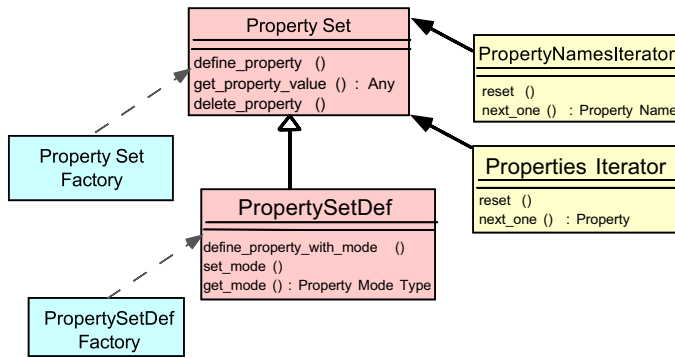 Property Set
define_property ()
get_property_value () : Any
delete_property ()
PropertyNamesIterator
reset ()
next_one () : Property Name
Properties Iterator
reset ()
next_one () : Property
Property Set
Factory
PropertySetDef
define_property_with_mode ()
set_mode ()
get_mode () : Property Mode Type
PropertySetDef
Factory